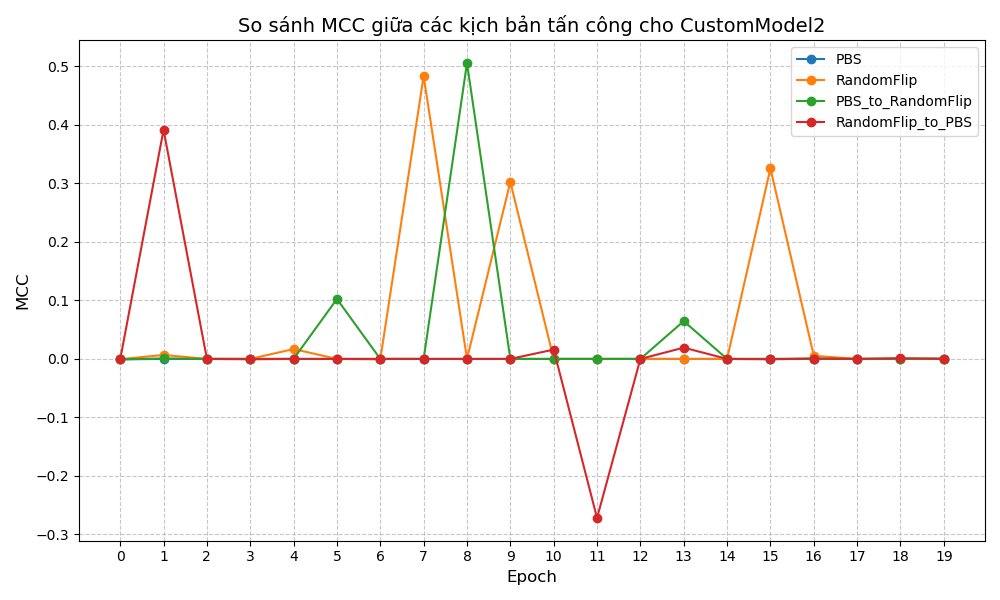 So sánh MCC giữa các kịch bản tấn công cho CustomModel2
PBS
RandomFlip
PBS_to_RandomFlip
RandomFlip_to_PBS
MCC
0.5
0.4
0.3
0.2
0.1
0.0
−0.1
−0.2
−0.3
0 1 2 3 4 5 6 7 8 9 10 11 12 13 14 15 16 17 18 19
Epoch